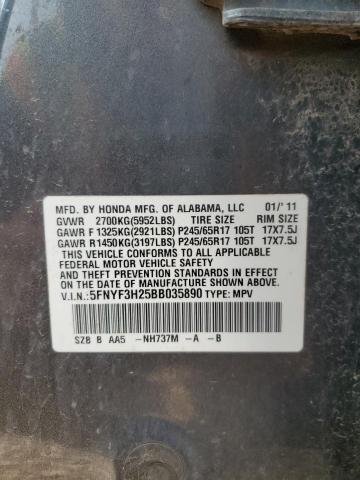 MFD. BY HONDA MFG. OF ALABAMA, LLC 01/'11
GVWR 2700KG(5952LBS) TIRE SIZE RIM SIZE
GAWR F 1325KG(2921LBS) P245/65R17 105T 17X7.5J
GAWR R 1450KG(3197LBS) P245/65R17 105T 17X7.5J
THIS VEHICLE CONFORMS TO ALL APPLICABLE
FEDERAL MOTOR VEHICLE SAFETY
STANDARDS IN EFFECT ON THE DATE OF
MANUFACTURE SHOWN ABOVE.
V.I.N.:5FNYF3H25BB035890 TYPE: MPV
SZB B AA5 -NH737M -A -B